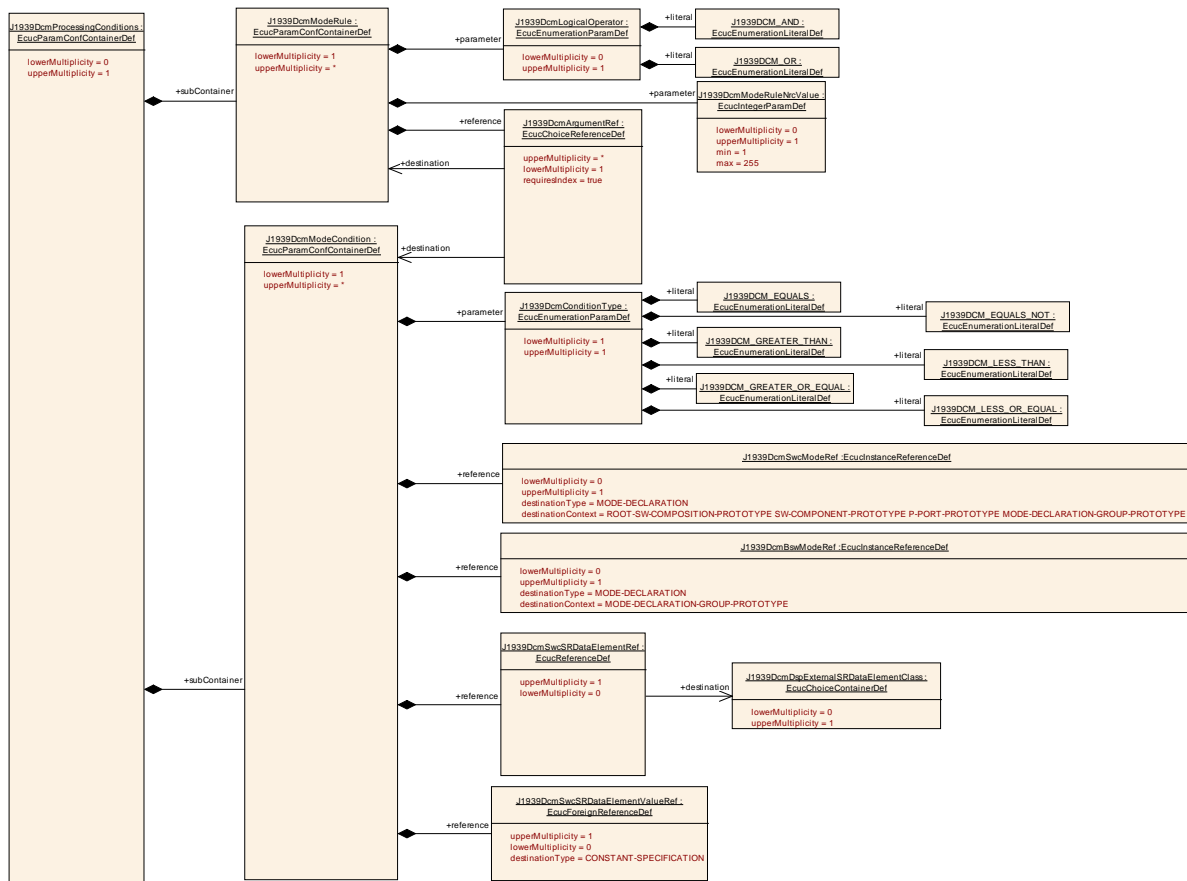 J1939DcmProcessingConditions :
EcucParamConfContainerDef
lowerMultiplicity = 0
upperMultiplicity = 1
+subContainer
J1939DcmModeRule :
EcucParamConfContainerDef
lowerMultiplicity = 1
upperMultiplicity = *
+parameter
J1939DcmLogicalOperator :
EcucEnumerationParamDef
lowerMultiplicity = 0
upperMultiplicity = 1
+literal
J1939DCM_AND :
EcucEnumerationLiteralDef
+literal
J1939DCM_OR :
EcucEnumerationLiteralDef
+parameter
J1939DcmModeRuleNrcValue :
EcucIntegerParamDef
lowerMultiplicity = 0
upperMultiplicity = 1
min = 1
max = 255
+reference
J1939DcmArgumentRef :
EcucChoiceReferenceDef
upperMultiplicity = *
lowerMultiplicity = 1
requiresIndex = true
+destination
+destination
J1939DcmModeCondition :
EcucParamConfContainerDef
lowerMultiplicity = 1
upperMultiplicity = *
+parameter
J1939DcmConditionType :
EcucEnumerationParamDef
lowerMultiplicity = 1
upperMultiplicity = 1
+literal
J1939DCM_EQUALS :
EcucEnumerationLiteralDef
+literal
J1939DCM_EQUALS_NOT :
EcucEnumerationLiteralDef
+literal
J1939DCM_GREATER_THAN :
EcucEnumerationLiteralDef
+literal
J1939DCM_LESS_THAN :
EcucEnumerationLiteralDef
+literal
J1939DCM_GREATER_OR_EQUAL :
EcucEnumerationLiteralDef
+literal
J1939DCM_LESS_OR_EQUAL :
EcucEnumerationLiteralDef
+reference
J1939DcmSwcModeRef :EcucInstanceReferenceDef
lowerMultiplicity = 0
upperMultiplicity = 1
destinationType = MODE-DECLARATION
destinationContext = ROOT-SW-COMPOSITION-PROTOTYPE SW-COMPONENT-PROTOTYPE P-PORT-PROTOTYPE MODE-DECLARATION-GROUP-PROTOTYPE
+reference
J1939DcmBswModeRef :EcucInstanceReferenceDef
lowerMultiplicity = 0
upperMultiplicity = 1
destinationType = MODE-DECLARATION
destinationContext = MODE-DECLARATION-GROUP-PROTOTYPE
+subContainer
+reference
J1939DcmSwcSRDataElementRef :
EcucReferenceDef
upperMultiplicity = 1
lowerMultiplicity = 0
+destination
J1939DcmDspExternalSRDataElementClass :
EcucChoiceContainerDef
lowerMultiplicity = 0
upperMultiplicity = 1
+reference
J1939DcmSwcSRDataElementValueRef :
EcucForeignReferenceDef
upperMultiplicity = 1
lowerMultiplicity = 0
destinationType = CONSTANT-SPECIFICATION